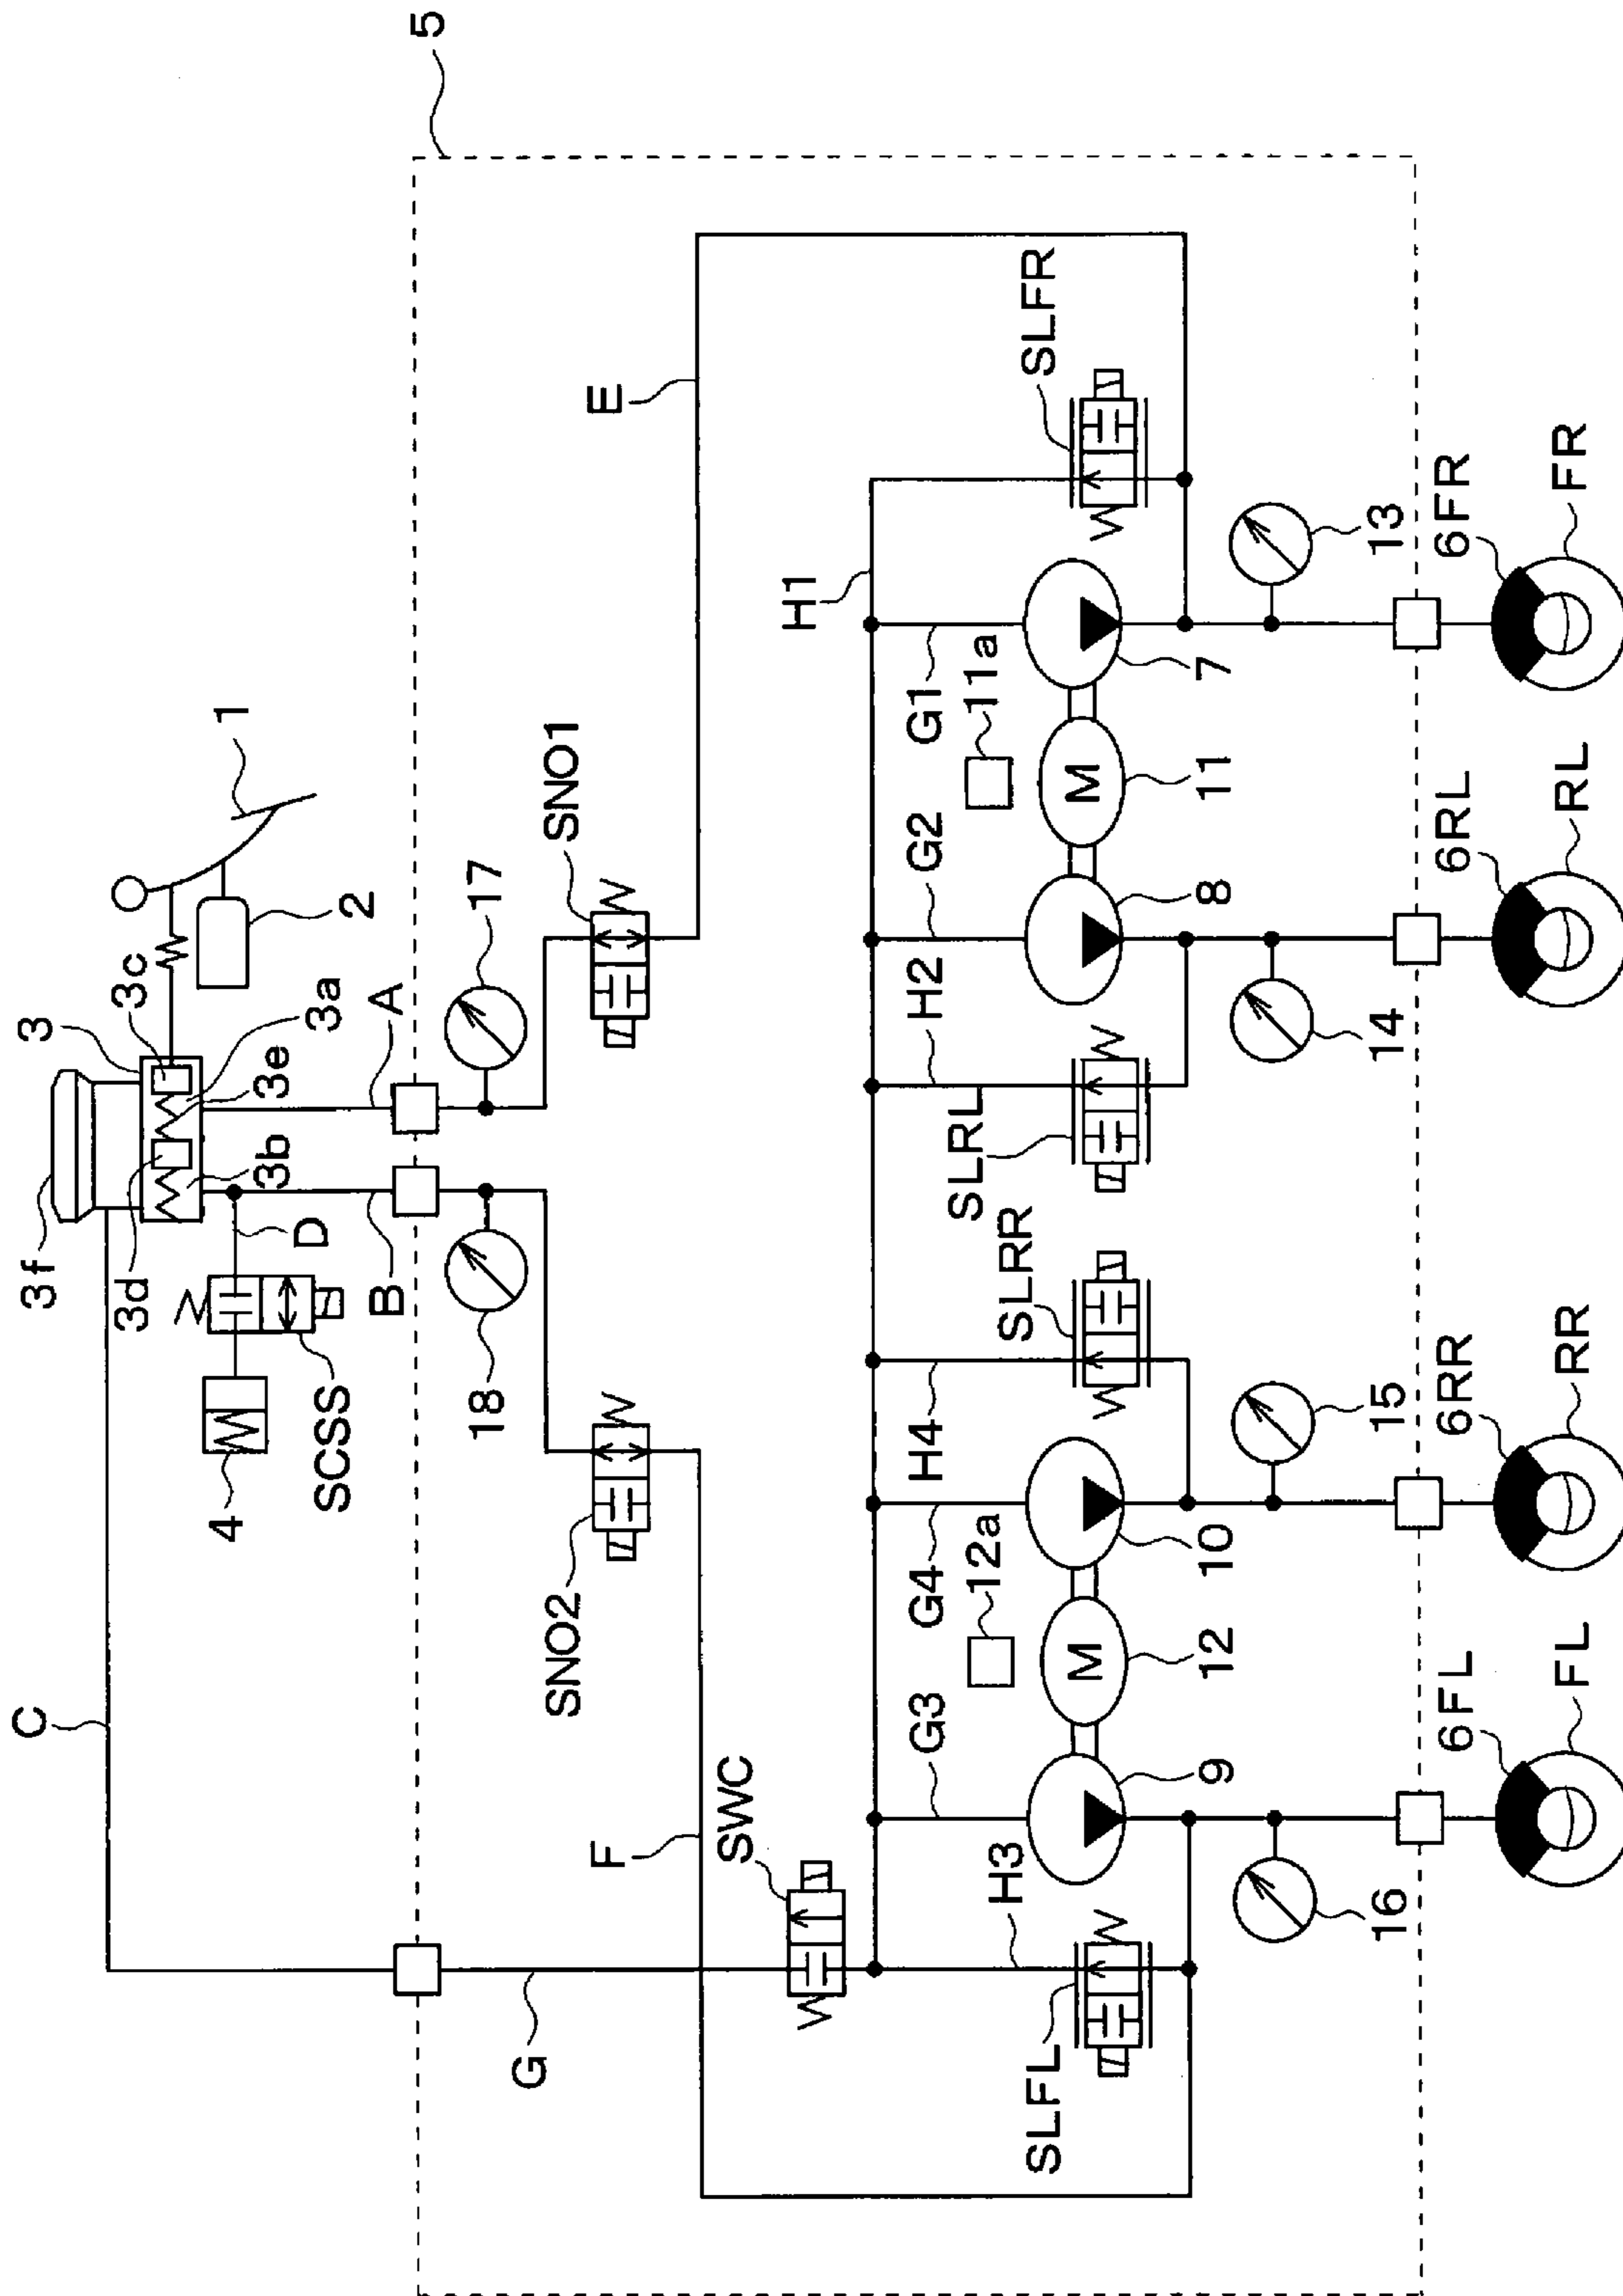 5
1
2
3
3c
3a
3e
3b
3d
3f
A
B
C
D
4
SCSS
17
18
SNO1
SNO2
E
F
G
SWC
H1
G1
11a
G2
H2
SLFR
SLRL
SLRR
H4
G4
12a
G3
H3
SLFL
M
M
7
11
8
10
12
9
13
14
15
16
6FR
FR
6RL
RL
6RR
RR
6FL
FL